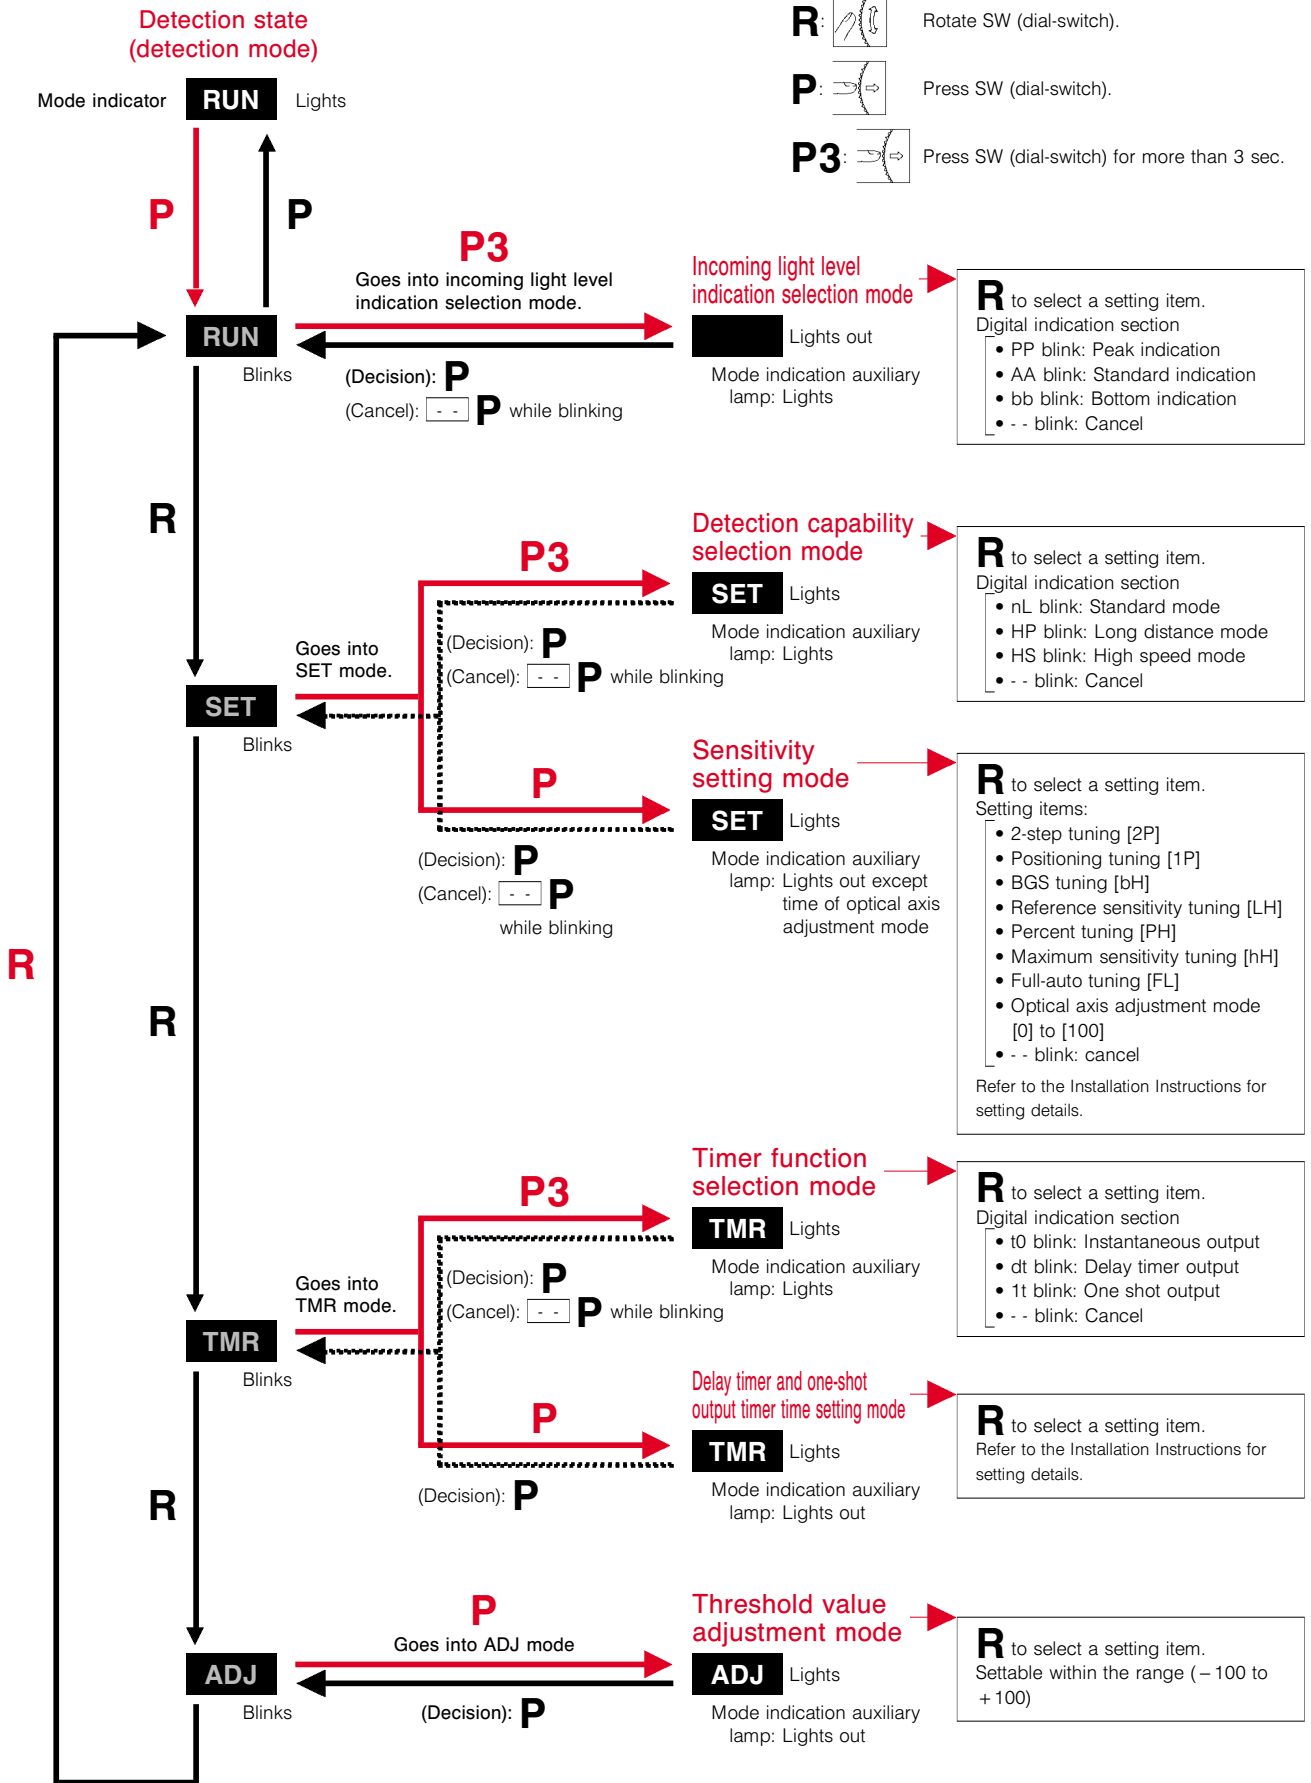 Detection state
(detection mode)
Mode indicator
RUN
Lights
R: Rotate SW (dial-switch).
P: Press SW (dial-switch).
P3: Press SW (dial-switch) for more than 3 sec.
P
P
P3
Goes into incoming light level
indication selection mode.
RUN
Blinks
(Decision): P
(Cancel): - - P while blinking
Incoming light level
indication selection mode
Lights out
Mode indication auxiliary
lamp: Lights
R to select a setting item.
Digital indication section
• PP blink: Peak indication
• AA blink: Standard indication
• bb blink: Bottom indication
• - - blink: Cancel
R
P3
Goes into
SET mode.
SET
Blinks
(Decision): P
(Cancel): - - P while blinking
Detection capability
selection mode
SET Lights
Mode indication auxiliary
lamp: Lights
R to select a setting item.
Digital indication section
• nL blink: Standard mode
• HP blink: Long distance mode
• HS blink: High speed mode
• - - blink: Cancel
P
(Decision): P
(Cancel): - - P
while blinking
Sensitivity
setting mode
SET Lights
Mode indication auxiliary
lamp: Lights out except
time of optical axis
adjustment mode
R to select a setting item.
Setting items:
• 2-step tuning [2P]
• Positioning tuning [1P]
• BGS tuning [bH]
• Reference sensitivity tuning [LH]
• Percent tuning [PH]
• Maximum sensitivity tuning [hH]
• Full-auto tuning [FL]
• Optical axis adjustment mode
[0] to [100]
• - - blink: cancel
Refer to the Installation Instructions for
setting details.
R
R
P3
Goes into
TMR mode.
TMR
Blinks
(Decision): P
(Cancel): - - P while blinking
Timer function
selection mode
TMR Lights
Mode indication auxiliary
lamp: Lights
R to select a setting item.
Digital indication section
• t0 blink: Instantaneous output
• dt blink: Delay timer output
• 1t blink: One shot output
• - - blink: Cancel
P
(Decision): P
Delay timer and one-shot
output timer time setting mode
TMR Lights
Mode indication auxiliary
lamp: Lights out
R to select a setting item.
Refer to the Installation Instructions for
setting details.
R
P
Goes into ADJ mode
ADJ
Blinks
(Decision): P
Threshold value
adjustment mode
ADJ Lights
Mode indication auxiliary
lamp: Lights out
R to select a setting item.
Settable within the range ( – 100 to
+ 100)